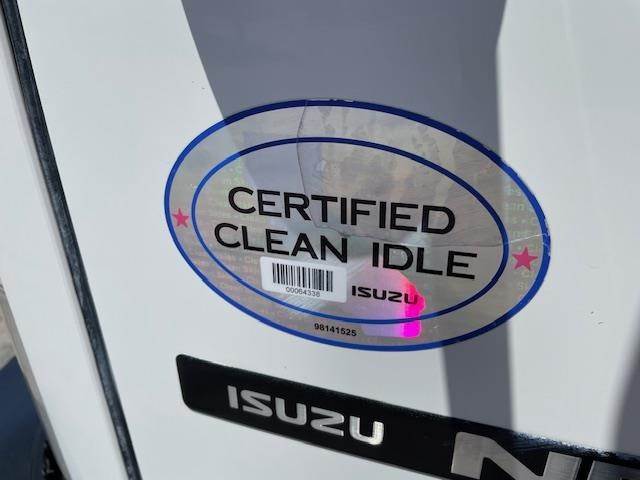 CERTIFIED
CLEAN IDLE
00064338
ISUZU
98141525
ISUZU